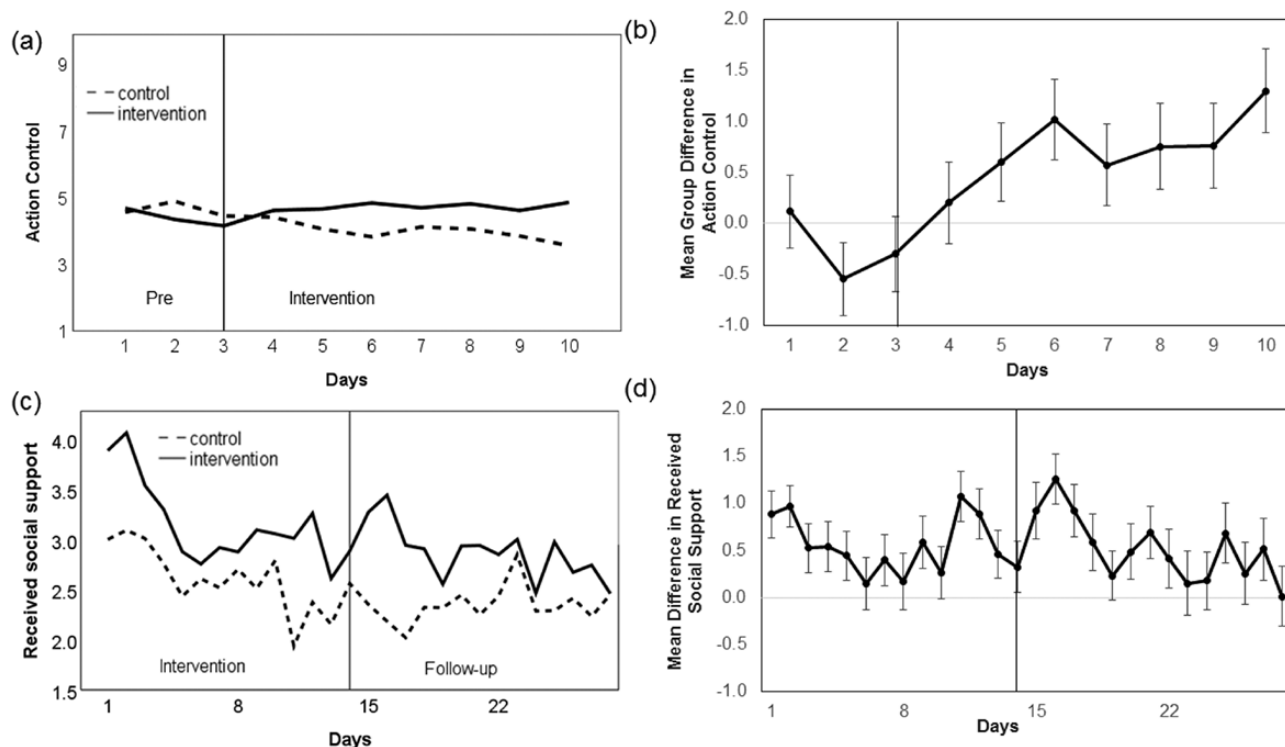 (a)
9
7
5
3
1
Action Control
control
intervention
Pre
Intervention
1 2 3 4 5 6 7 8 9 10
Days
(b)
2.0
1.5
1.0
0.5
0.0
-0.5
-1.0
Mean Group Difference in
Action Control
1 2 3 4 5 6 7 8 9 10
Days
(c)
4.0
3.5
3.0
2.5
2.0
1.5
Received social support
control
intervention
Intervention
Follow-up
1 8 15 22
Days
(d)
2.0
1.5
1.0
0.5
0.0
-0.5
-1.0
Mean Difference in Received
Social Support
1 8 15 22
Days